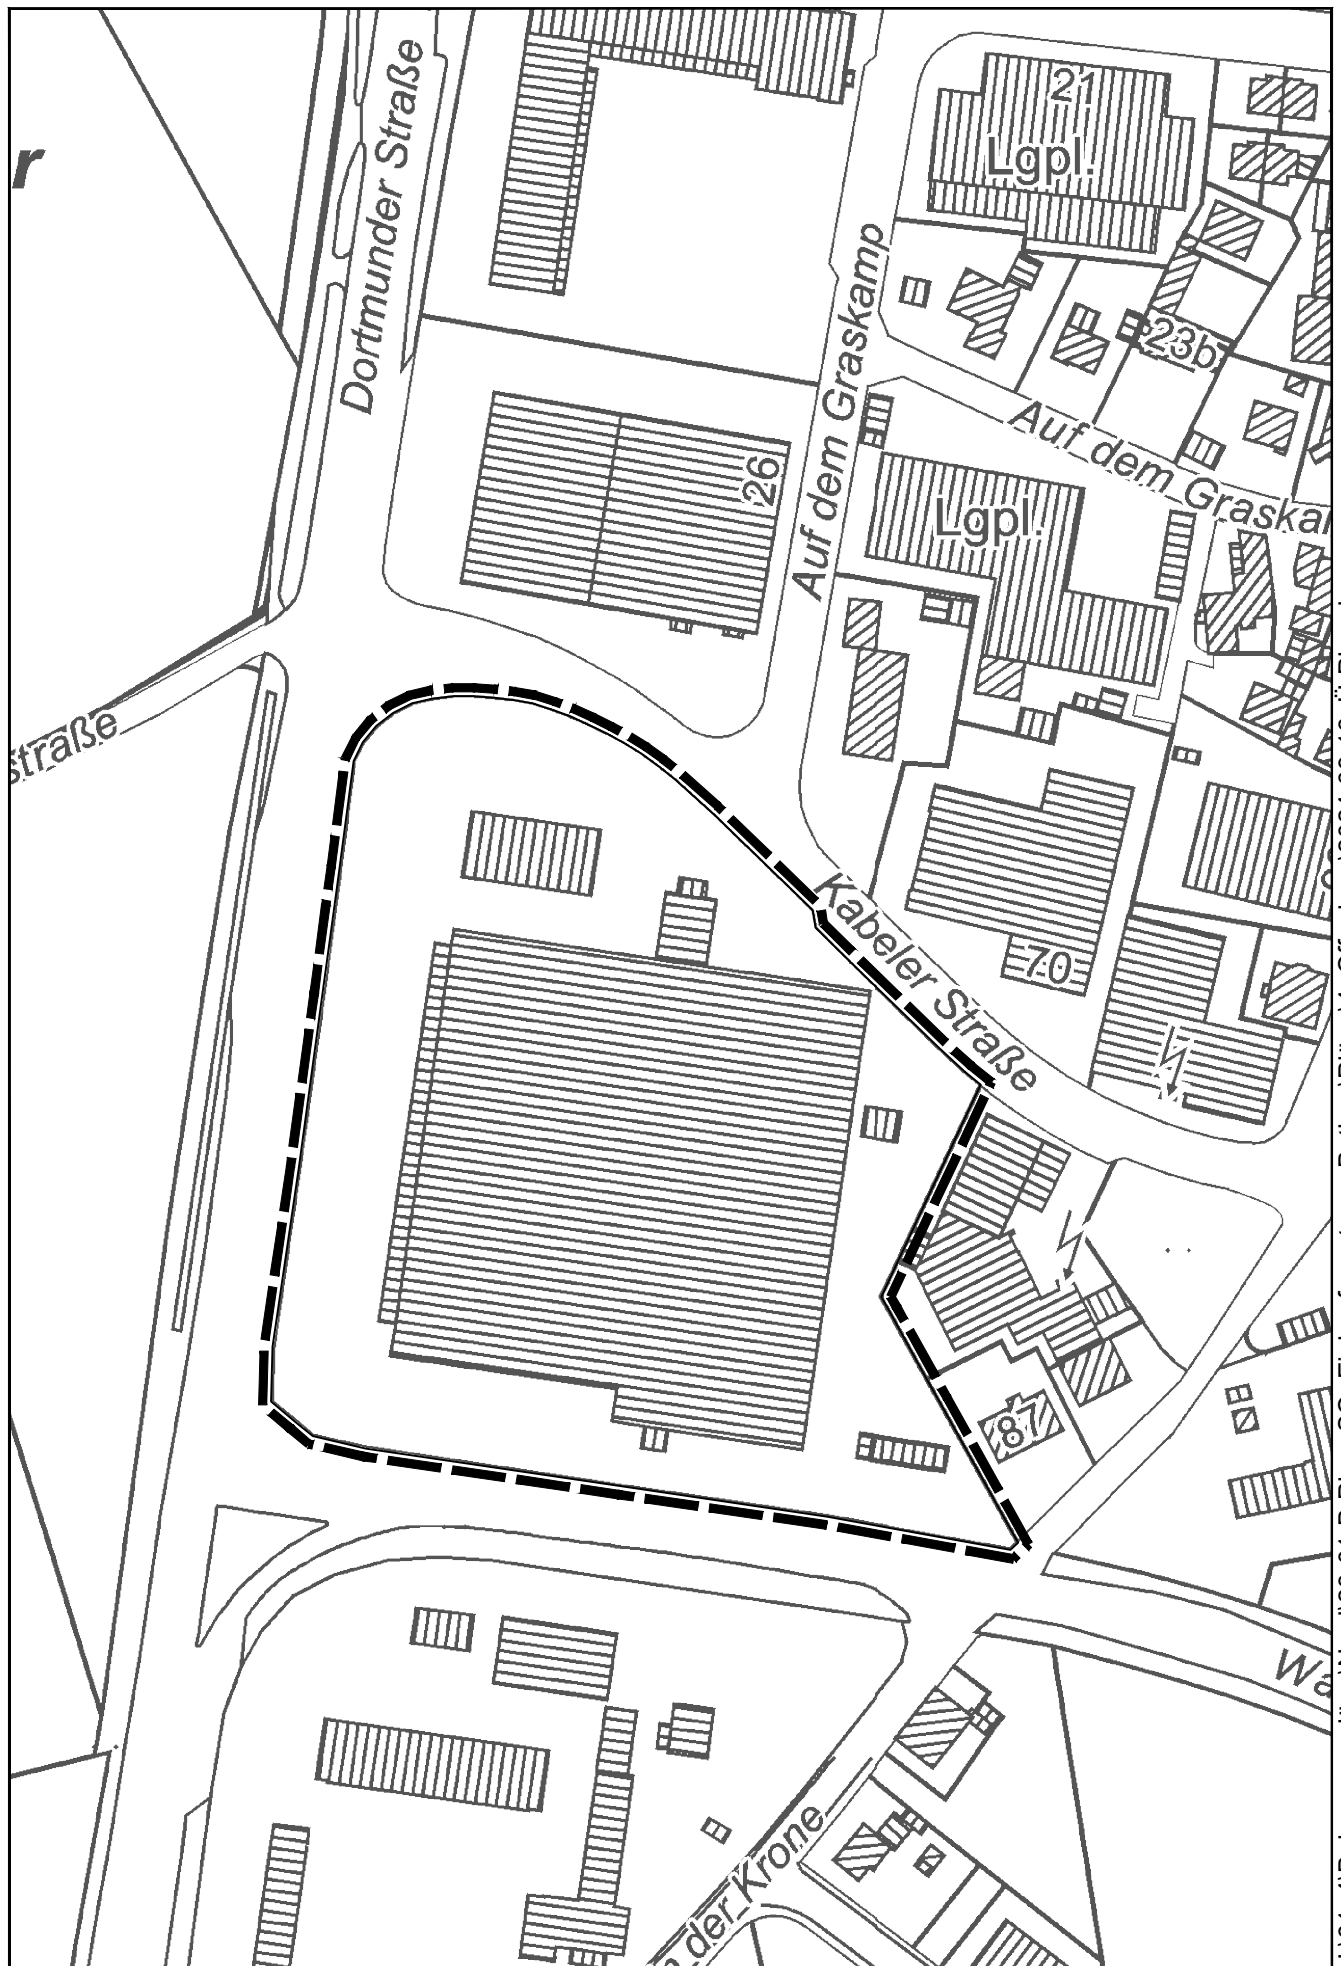 r
Dortmunder Straße
21
Lgpl.
Auf dem Graskamp
23b
Auf dem Graskam
26
Lgpl.
straße
Kabeler Straße
70
87
Wa
der Krone